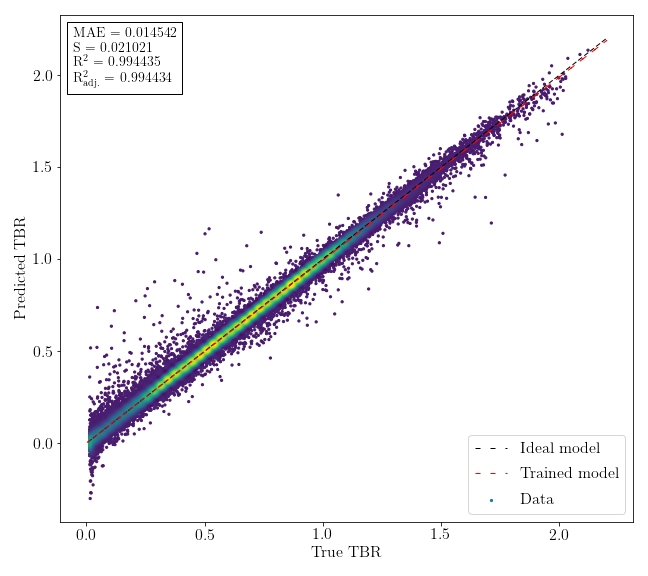 MAE = 0.014542
S = 0.021021
R² = 0.994435
R²adj. = 0.994434
Predicted TBR
2.0
1.5
1.0
0.5
0.0
Ideal model
Trained model
Data
0.0 0.5 1.0 1.5 2.0
True TBR